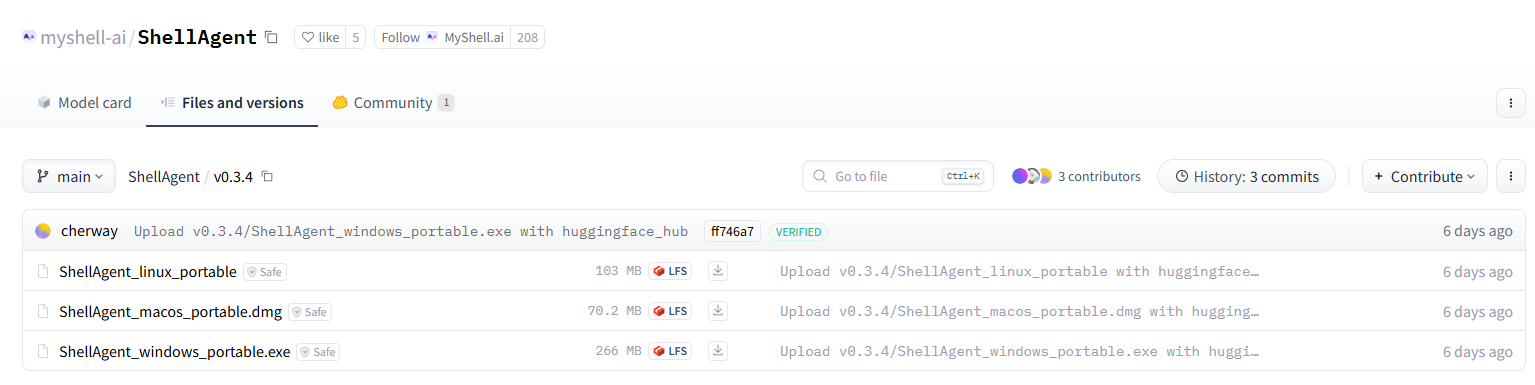 myshell-ai/ShellAgent like 5 Follow MyShell.ai 208
Model card Files and versions Community 1
main ShellAgent / v0.3.4 Go to file Ctrl+K 3 contributors History: 3 commits + Contribute
cherway Upload v0.3.4/ShellAgent_windows_portable.exe with huggingface_hub ff746a7 VERIFIED 6 days ago
ShellAgent_linux_portable Safe 103 MB LFS Upload v0.3.4/ShellAgent_linux_portable with huggingface… 6 days ago
ShellAgent_macos_portable.dmg Safe 70.2 MB LFS Upload v0.3.4/ShellAgent_macos_portable.dmg with hugging… 6 days ago
ShellAgent_windows_portable.exe Safe 266 MB LFS Upload v0.3.4/ShellAgent_windows_portable.exe with huggi… 6 days ago